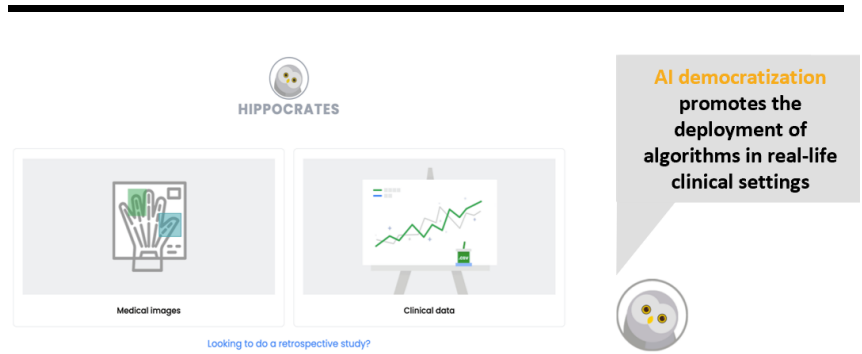 HIPPOCRATES
.csv
Medical images
Clinical data
Looking to do a retrospective study?
AI democratization
promotes the
deployment of
algorithms in real-life
clinical settings